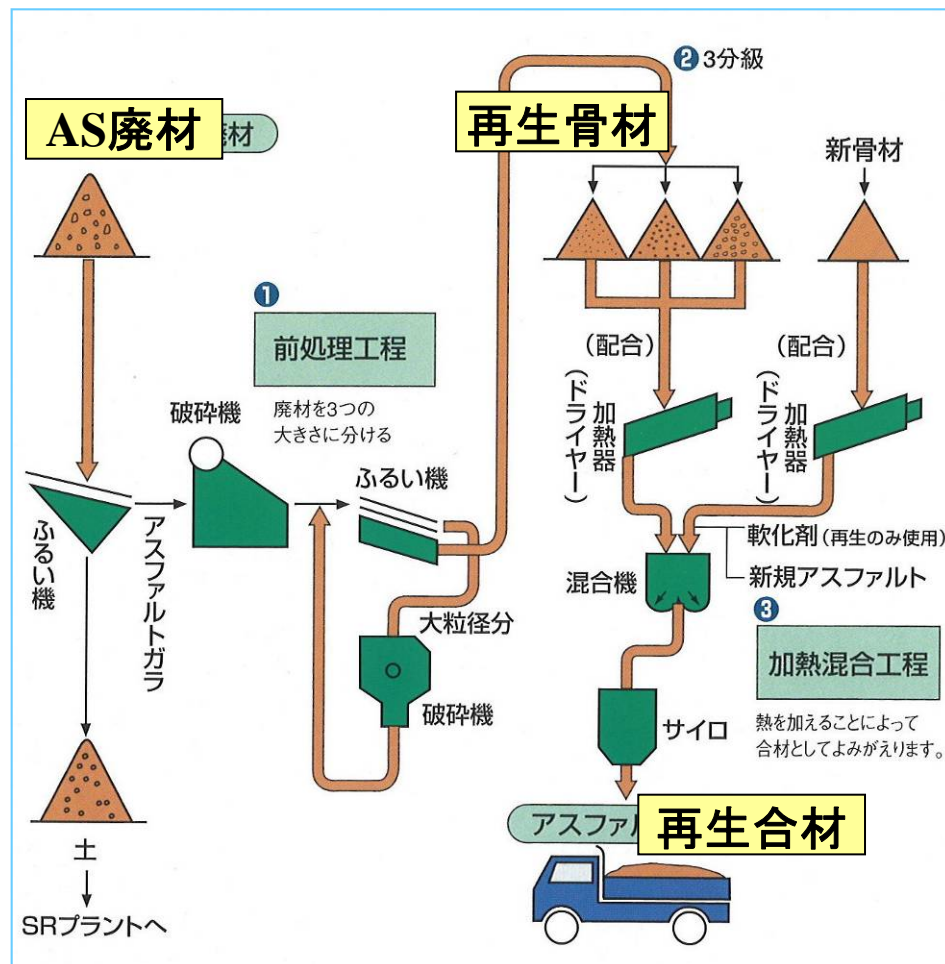 ❷3分級
AS廃材
廃材
再生骨材
新骨材
❶
前処理工程
廃材を3つの
大きさに分ける
(配合)
(配合)
加熱器
(ドライヤー)
加熱器
(ドライヤー)
破砕機
ふるい機
ふるい機
アスファルトガラ
軟化剤(再生のみ使用)
新規アスファルト
混合機
大粒径分
破砕機
❸
加熱混合工程
熱を加えることによって
合材としてよみがえります。
サイロ
アスファル
再生合材
土
SRプラントへ